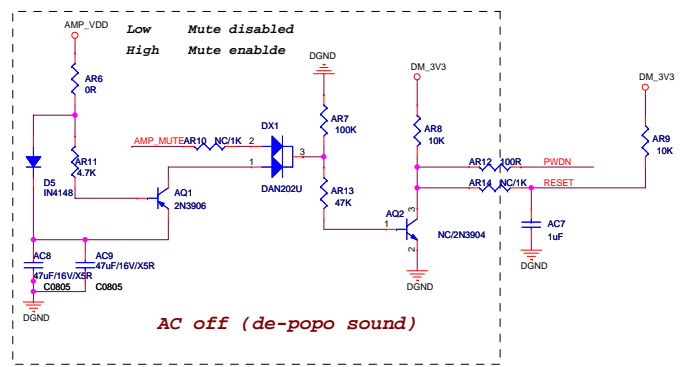 AMP_VDD
Low Mute disabled
High Mute enablde
DGND
DM_3V3
DM_3V3
AR6
0R
AR7
100K
AR8
10K
AR9
10K
DX1
AMP_MUTE
AR10 NC/1K
2
3
1
DAN202U
AR11
4.7K
D5
IN4148
AQ1
2N3906
AR12 100R
PWDN
AR14 NC/1K
RESET
AR13
47K
AQ2
3
1
2
NC/2N3904
AC7
1uF
DGND
AC8
47uF/16V/X5R
C0805
AC9
47uF/16V/X5R
C0805
DGND
DGND
AC off (de-popo sound)